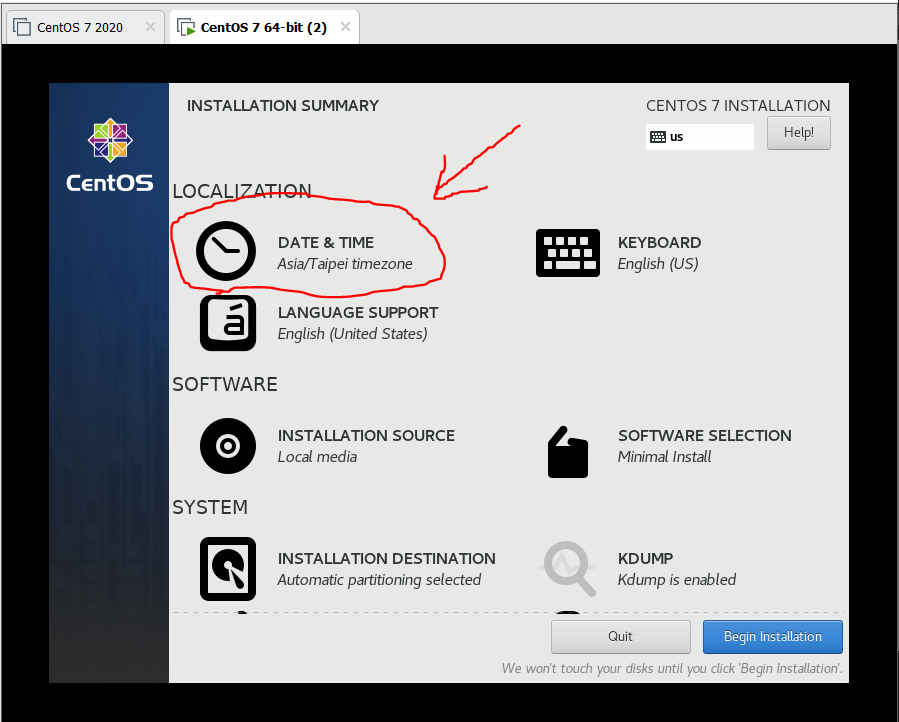 CentOS 7 2020
CentOS 7 64-bit (2)
INSTALLATION SUMMARY
CENTOS 7 INSTALLATION
us
Help!
CentOS
LOCALIZATION
DATE & TIME
Asia/Taipei timezone
KEYBOARD
English (US)
á
LANGUAGE SUPPORT
English (United States)
SOFTWARE
INSTALLATION SOURCE
Local media
SOFTWARE SELECTION
Minimal Install
SYSTEM
INSTALLATION DESTINATION
Automatic partitioning selected
KDUMP
Kdump is enabled
Quit
Begin Installation
We won't touch your disks until you click 'Begin Installation'.